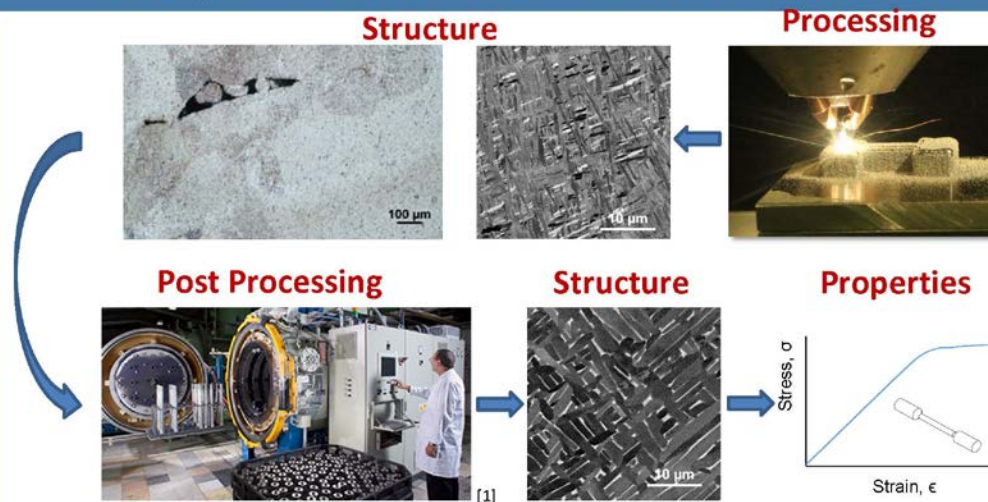 Structure
Processing
100 μm
10 μm
Post Processing
Structure
Properties
[1]
10 μm
Stress, σ
Strain, ϵ